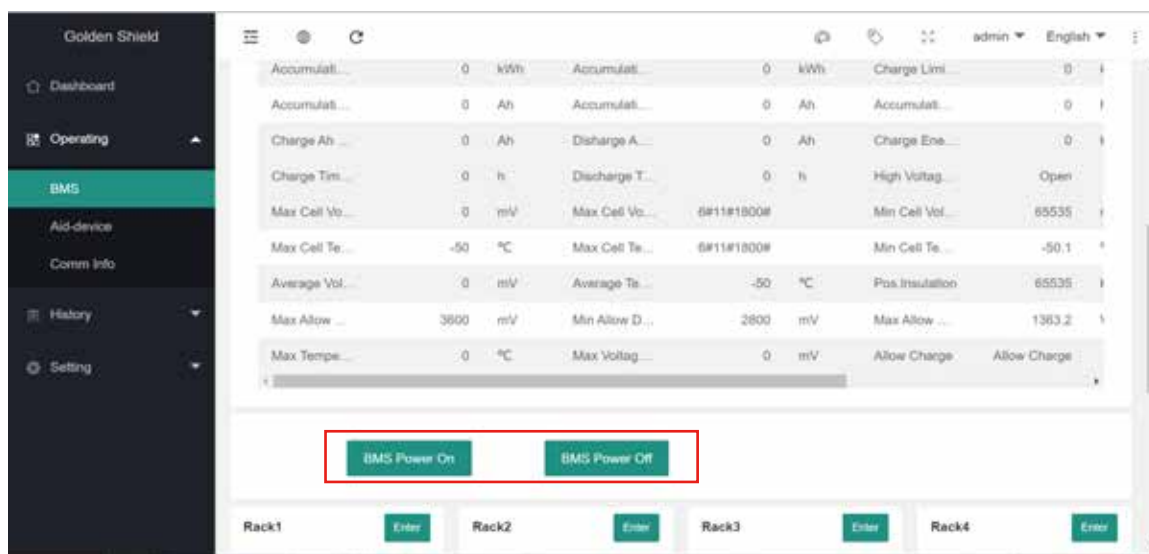 Golden Shield
admin English
Dashboard
Operating
BMS
Aid-device
Comm Info
History
Setting
Accumulati... 0 kWh Accumulati... 0 kWh Charge Limi... 0
Accumulati... 0 Ah Accumulati... 0 Ah Accumulati... 0
Charge Ah ... 0 Ah Disharge A... 0 Ah Charge Ene... 0
Charge Tim... 0 h Discharge T... 0 h High Voltag... Open
Max Cell Vo... 0 mV Max Cell Vo... 6#11#1800# Min Cell Vol... 65535
Max Cell Te... -50 ℃ Max Cell Te... 6#11#1800# Min Cell Te... -50.1
Average Vol... 0 mV Average Te... -50 ℃ Pos.Insulation 65535
Max Allow ... 3600 mV Min Allow D... 2800 mV Max Allow ... 1363.2
Max Tempe... 0 ℃ Max Voltag... 0 mV Allow Charge Allow Charge
BMS Power On BMS Power Off
Rack1 Enter Rack2 Enter Rack3 Enter Rack4 Enter